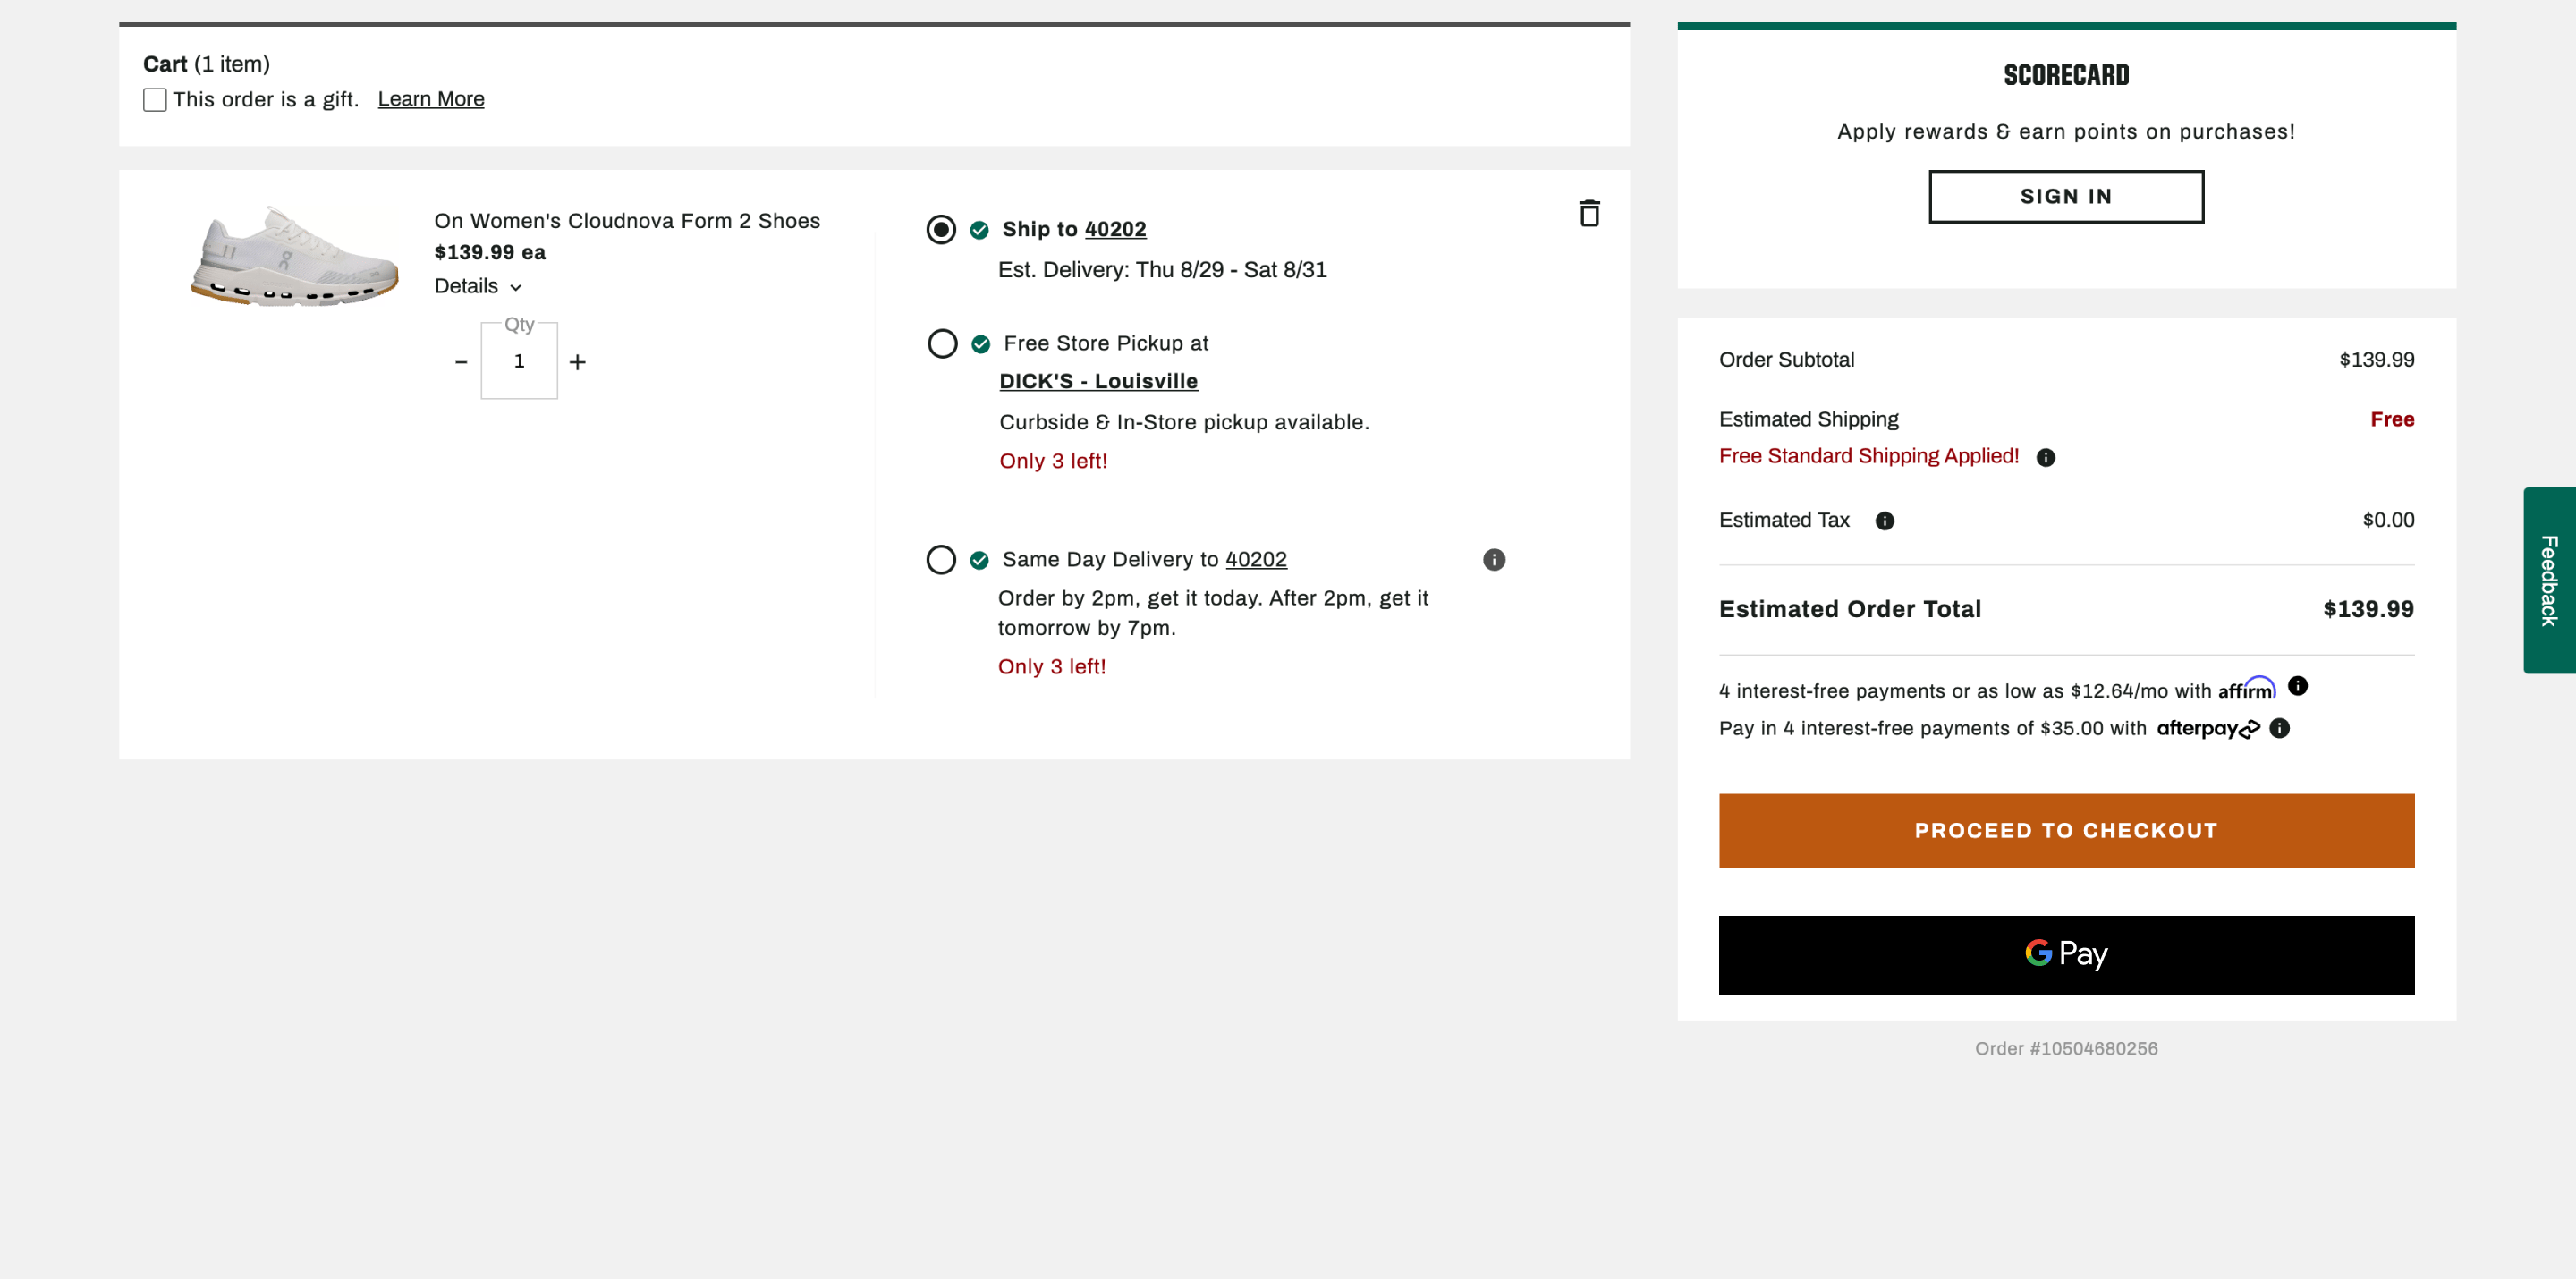 Cart (1 item)
This order is a gift. Learn More
On Women's Cloudnova Form 2 Shoes
$139.99 ea
Details
Qty
- 1 +
Ship to 40202
Est. Delivery: Thu 8/29 - Sat 8/31
Free Store Pickup at
DICK'S - Louisville
Curbside & In-Store pickup available.
Only 3 left!
Same Day Delivery to 40202
Order by 2pm, get it today. After 2pm, get it
tomorrow by 7pm.
Only 3 left!
SCORECARD
Apply rewards & earn points on purchases!
SIGN IN
Order Subtotal $139.99
Estimated Shipping Free
Free Standard Shipping Applied!
Estimated Tax $0.00
Estimated Order Total $139.99
4 interest-free payments or as low as $12.64/mo with affirm
Pay in 4 interest-free payments of $35.00 with afterpay
PROCEED TO CHECKOUT
G Pay
Order #10504680256
Feedback